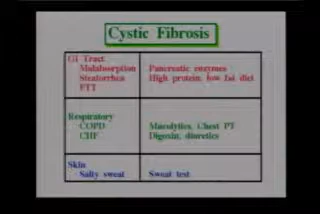 Cystic Fibrosis
GI Tract
Malabsorption Pancreatic enzymes
Steatorrhea High protein, low fat diet
FTT
Respiratory
COPD Mucolytics, Chest PT
CHF Digoxin, diuretics
Skin
Salty sweat Sweat test